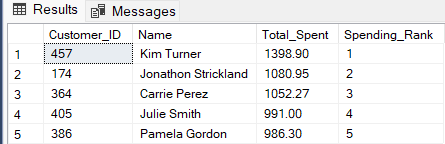 Results Messages
Customer_ID Name Total_Spent Spending_Rank
1 457 Kim Turner 1398.90 1
2 174 Jonathon Strickland 1080.95 2
3 364 Carrie Perez 1052.27 3
4 405 Julie Smith 991.00 4
5 386 Pamela Gordon 986.30 5